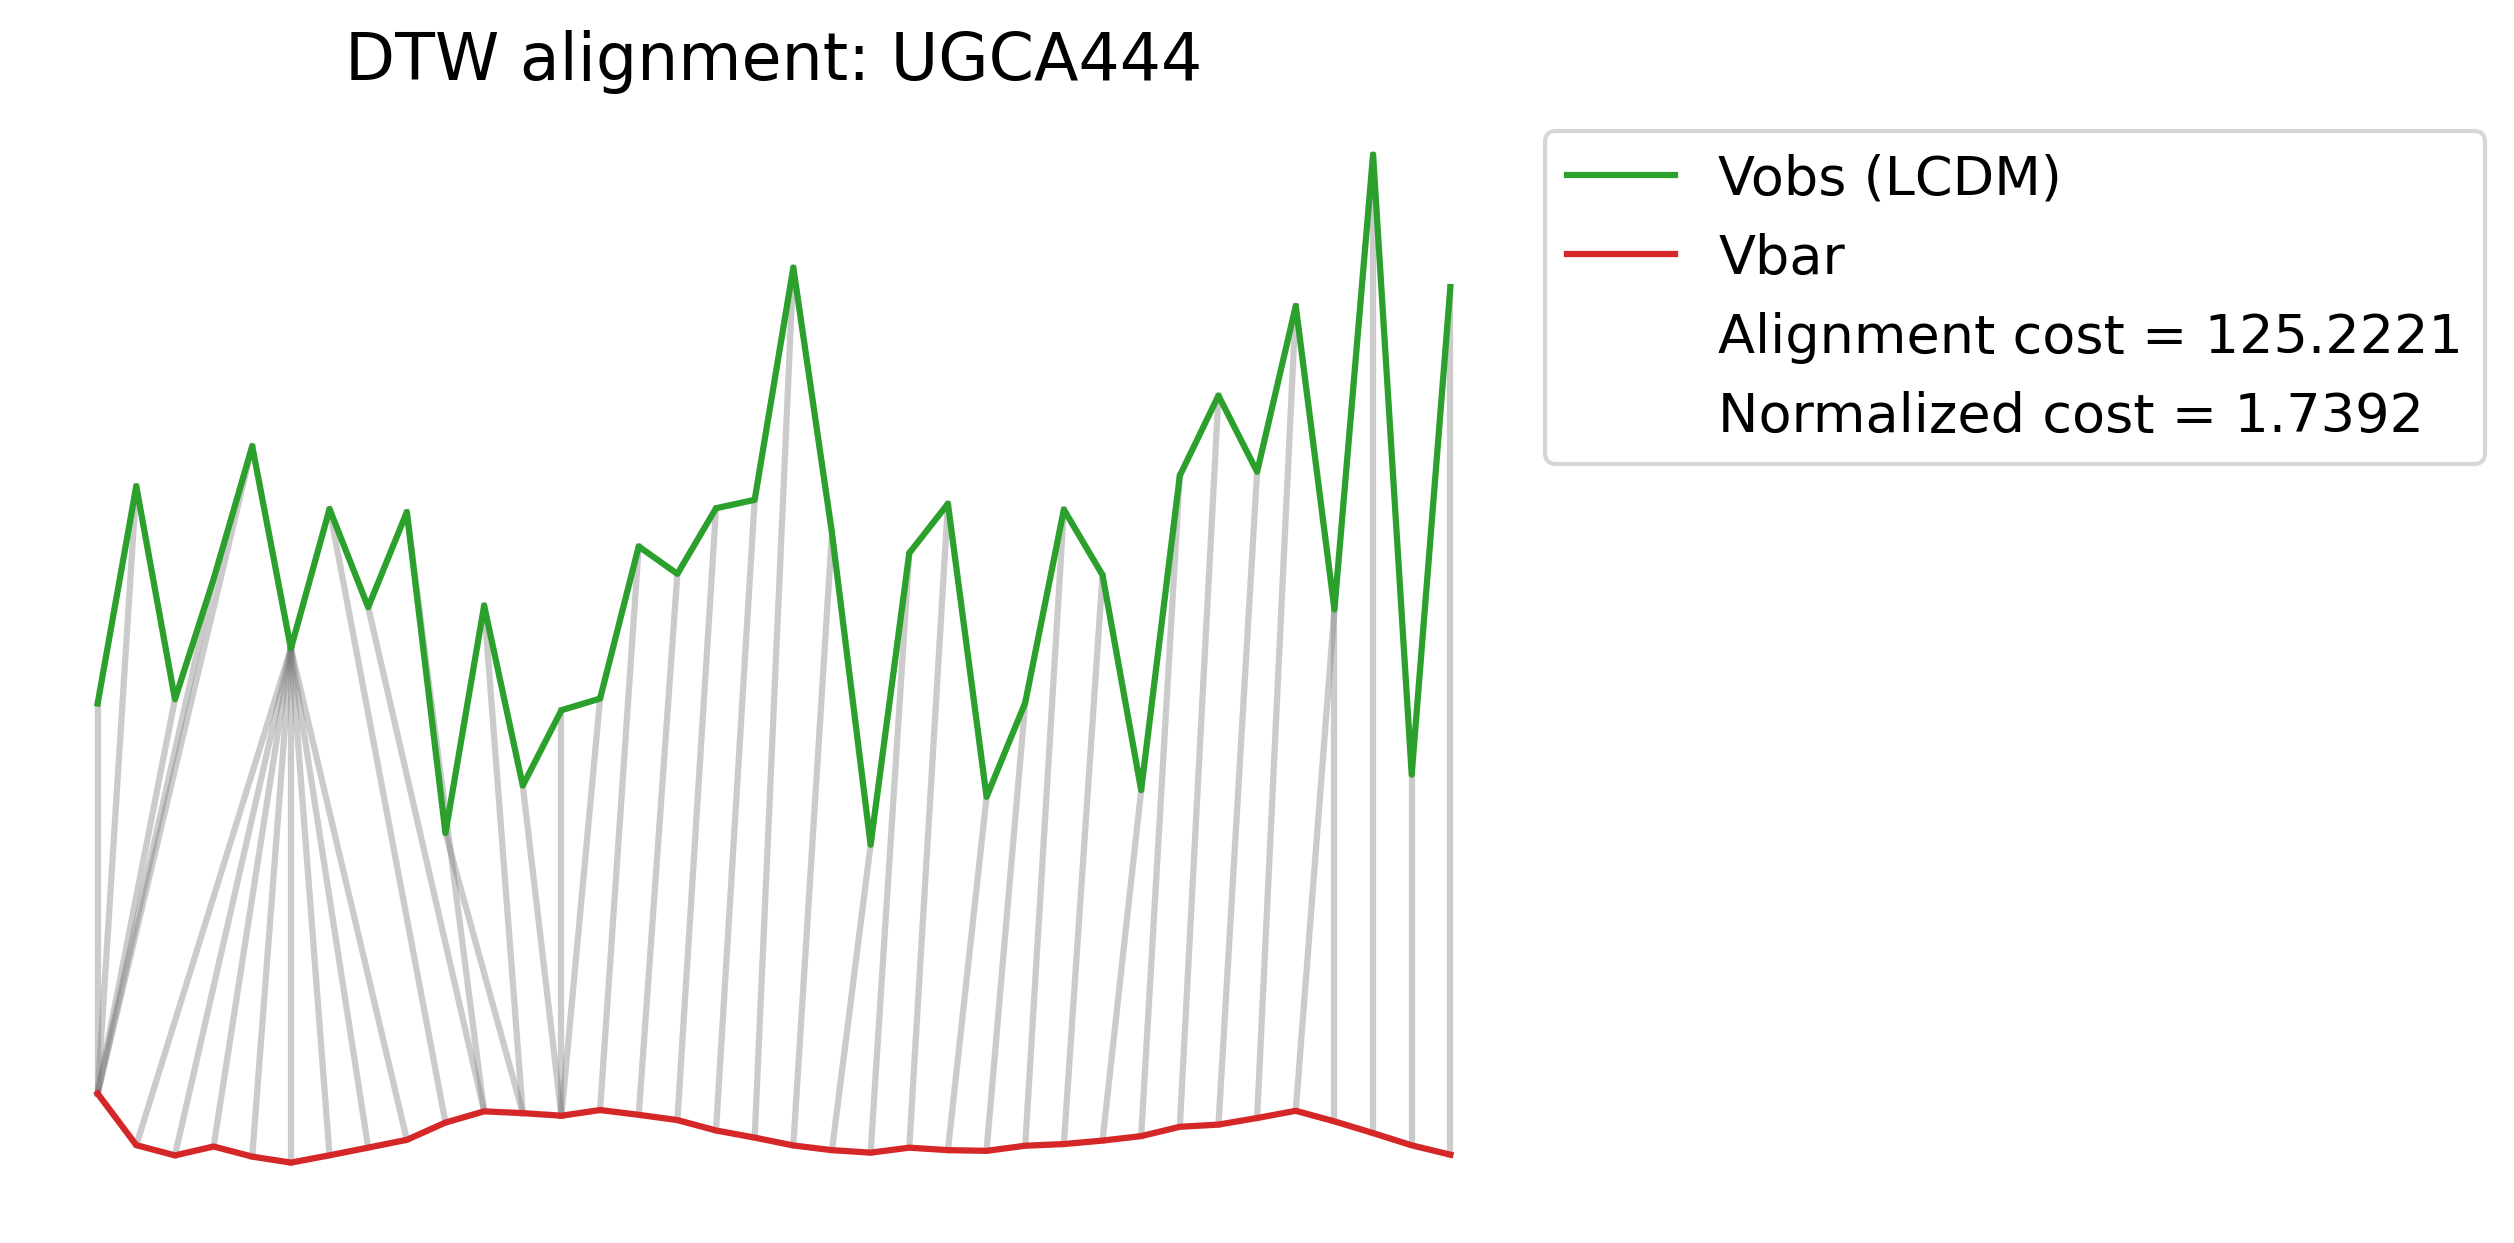 DTW alignment: UGCA444
Vobs (LCDM)
Vbar
Alignment cost = 125.2221
Normalized cost = 1.7392